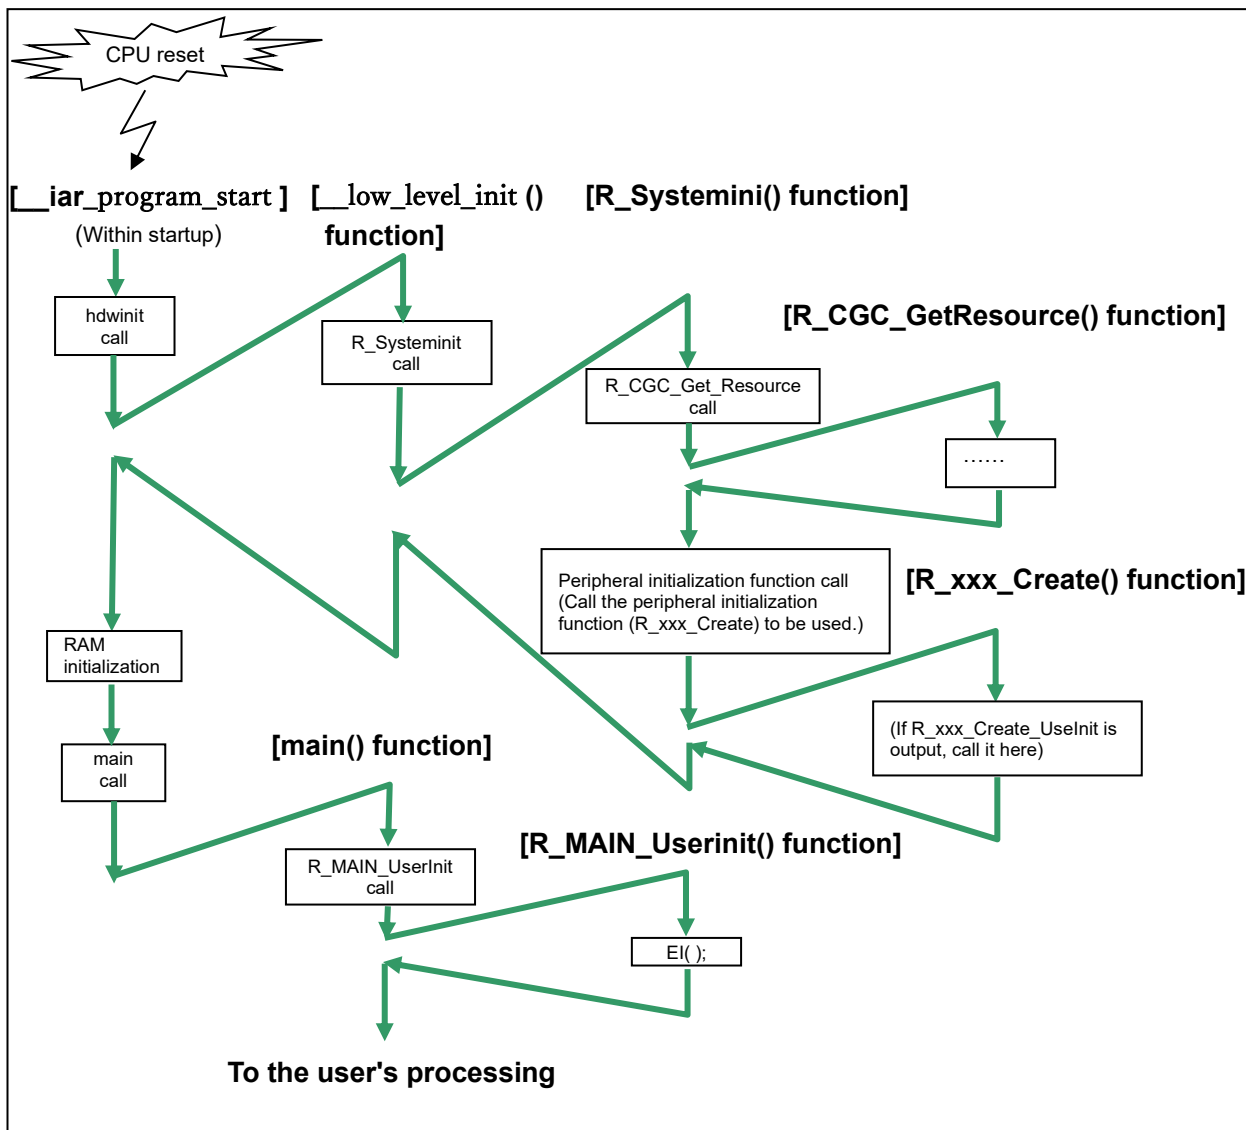 CPU reset
[__iar_program_start ]
(Within startup)
[__low_level_init ()
function]
[R_Systemini() function]
hdwinit
call
R_Systeminit
call
[R_CGC_GetResource() function]
R_CGC_Get_Resource
call
……
Peripheral initialization function call
(Call the peripheral initialization
function (R_xxx_Create) to be used.)
[R_xxx_Create() function]
RAM
initialization
(If R_xxx_Create_UseInit is
output, call it here)
main
call
[main() function]
R_MAIN_UserInit
call
[R_MAIN_Userinit() function]
EI( );
To the user's processing